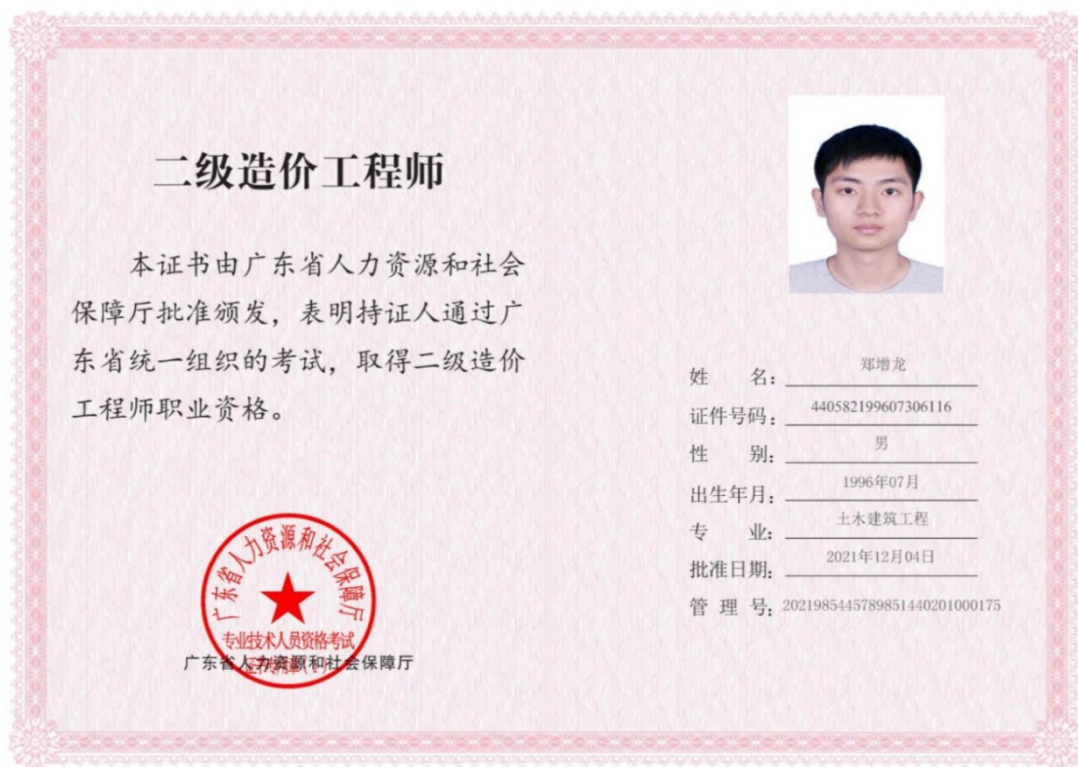 二级造价工程师
本证书由广东省人力资源和社会
保障厅批准颁发，表明持证人通过广
东省统一组织的考试，取得二级造价
工程师职业资格。
广东省人力资源和社会保障厅
专业技术人员资格考试
广东省人力资源和社会保障厅
姓 名：郑增龙
证件号码：440582199607306116
性 别：男
出生年月：1996年07月
专 业：土木建筑工程
批准日期：2021年12月04日
管 理 号：2021985445789851440201000175